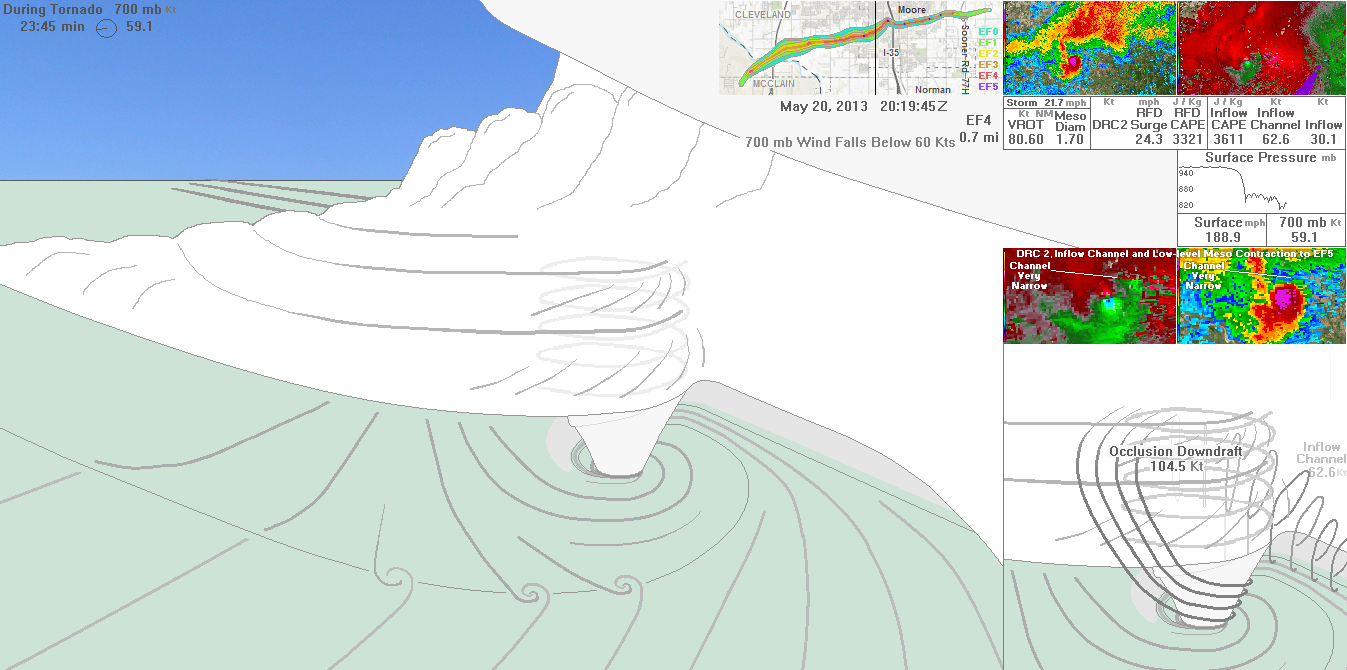 During Tornado 700 mb Kt
23:45 min 59.1
CLEVELAND
Moore
I-35
Sooner Rd-77H
MCCLAIN
Norman
EF0
EF1
EF2
EF3
EF4
EF5
May 20, 2013 20:19:45Z
EF4
0.7 mi
700 mb Wind Falls Below 60 Kts
Storm 21.7 mph
Kt NM
VROT Meso Diam
80.60 1.70
Kt mph J / Kg
DRC2 RFD Surge RFD CAPE
24.3 3321
J / Kg Kt Kt
Inflow CAPE Inflow Channel Inflow
3611 62.6 30.1
Surface Pressure mb
940
880
820
Surface mph 700 mb Kt
188.9 59.1
DRC 2, Inflow Channel and Low-level Meso Contraction to EF5
Channel Very Narrow
Channel Very Narrow
Occlusion Downdraft
104.5 Kt
Inflow
Channel
62.6 Kt